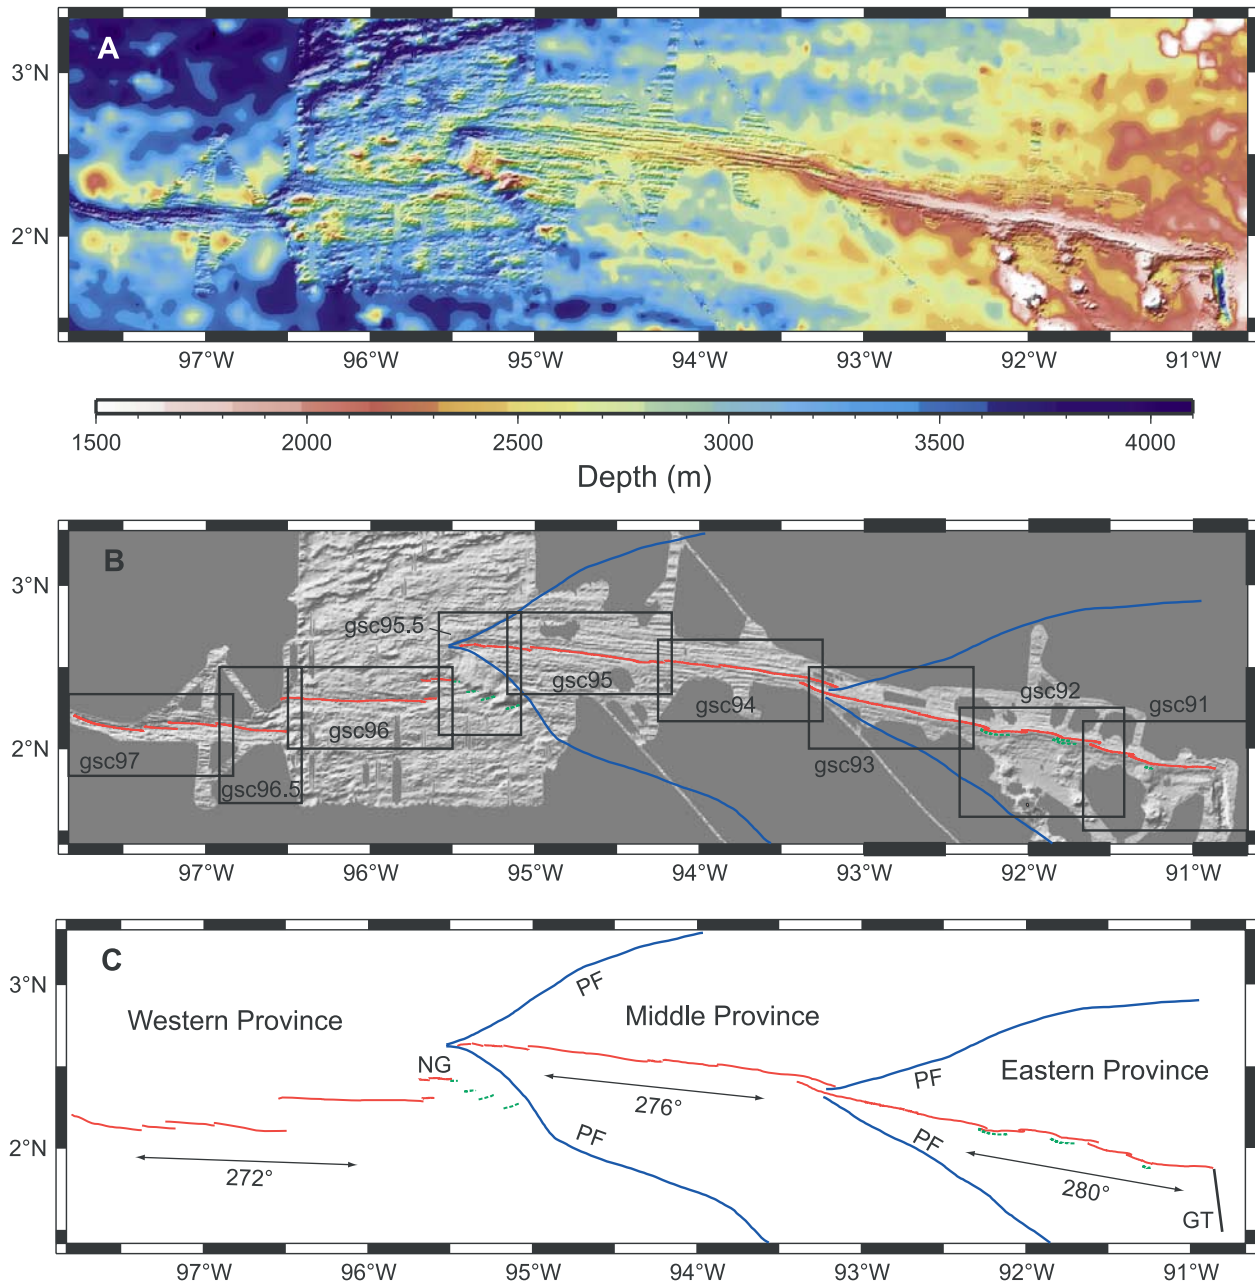 A
3°N
2°N
97°W 96°W 95°W 94°W 93°W 92°W 91°W
1500 2000 2500 3000 3500 4000
Depth (m)
B
3°N
2°N
gsc95.5
gsc95
gsc94
gsc92
gsc91
gsc97
gsc96.5
gsc96
gsc93
97°W 96°W 95°W 94°W 93°W 92°W 91°W
C
3°N
2°N
PF
Western Province
Middle Province
NG
PF
Eastern Province
276°
PF
PF
272°
280°
GT
97°W 96°W 95°W 94°W 93°W 92°W 91°W